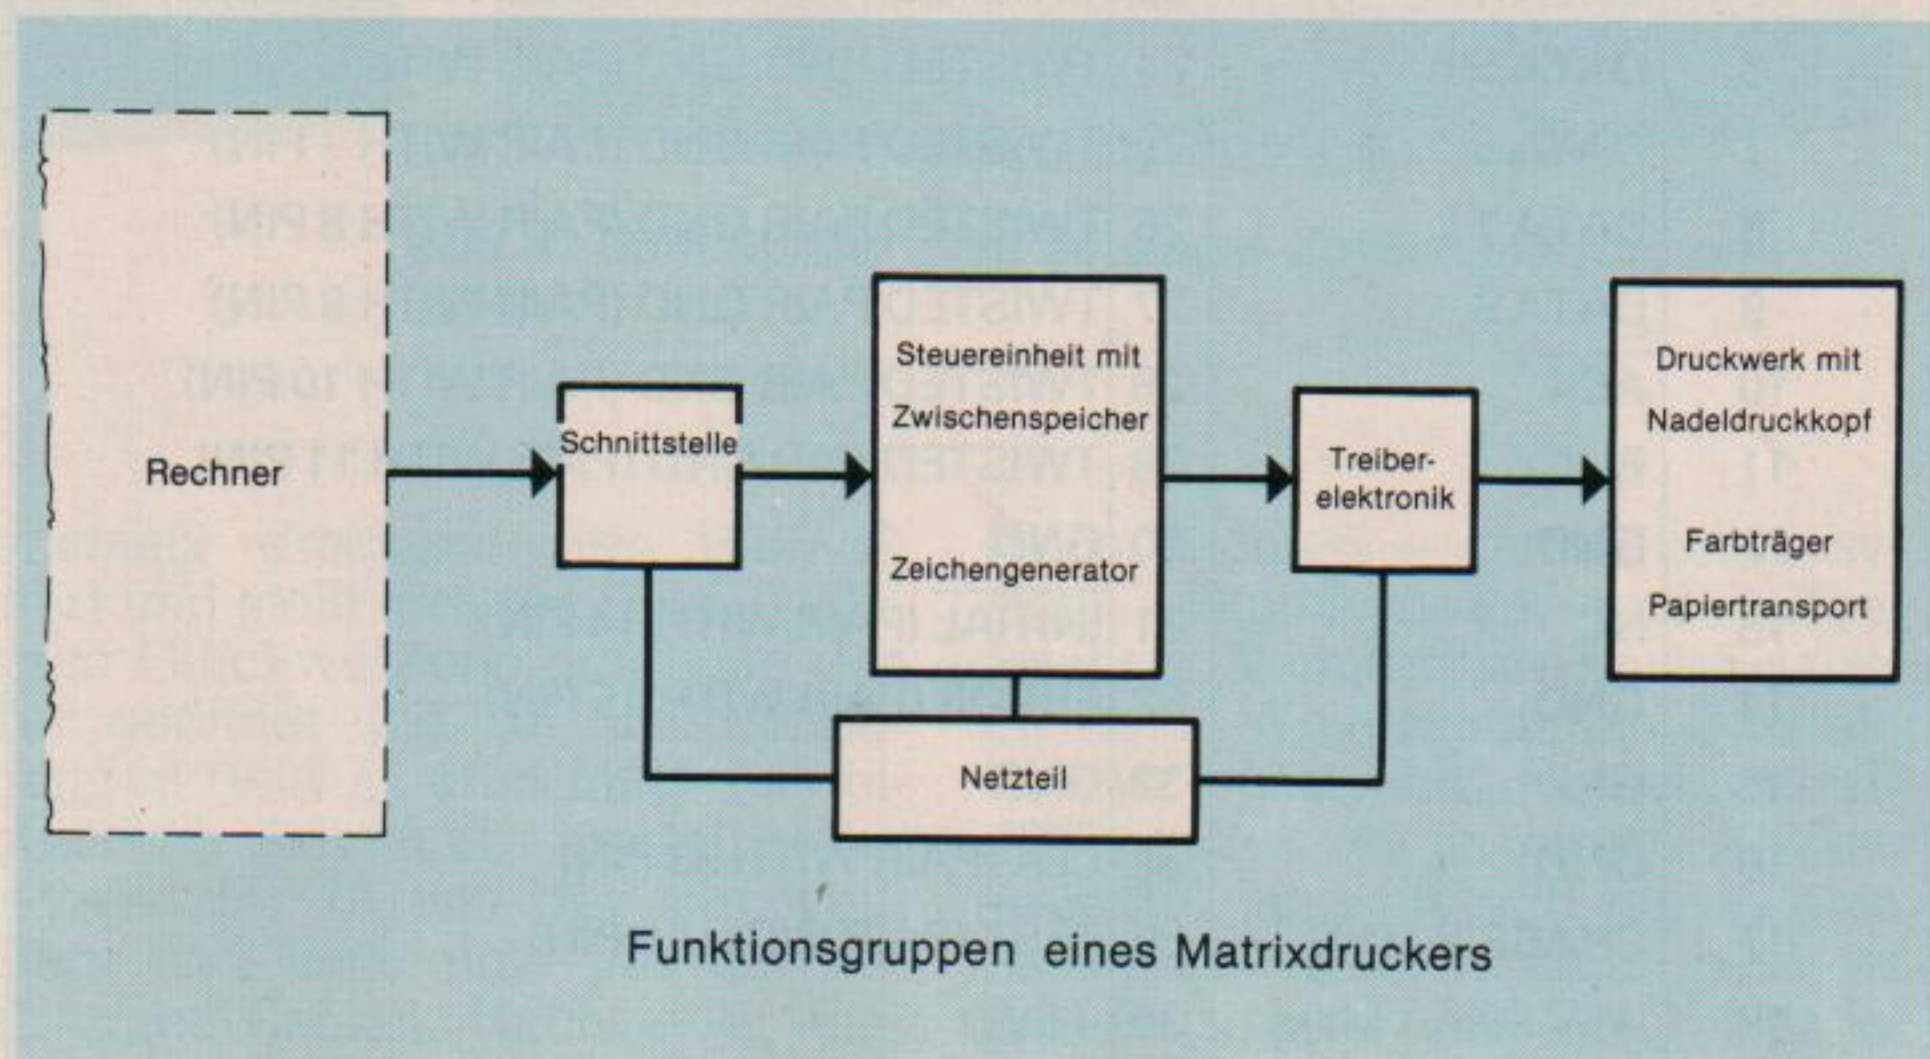 Rechner
Schnittstelle
Steuereinheit mit
Zwischenspeicher
Zeichengenerator
Treiber-
elektronik
Druckwerk mit
Nadeldruckkopf
Farbträger
Papiertransport
Netzteil
Funktionsgruppen eines Matrixdruckers